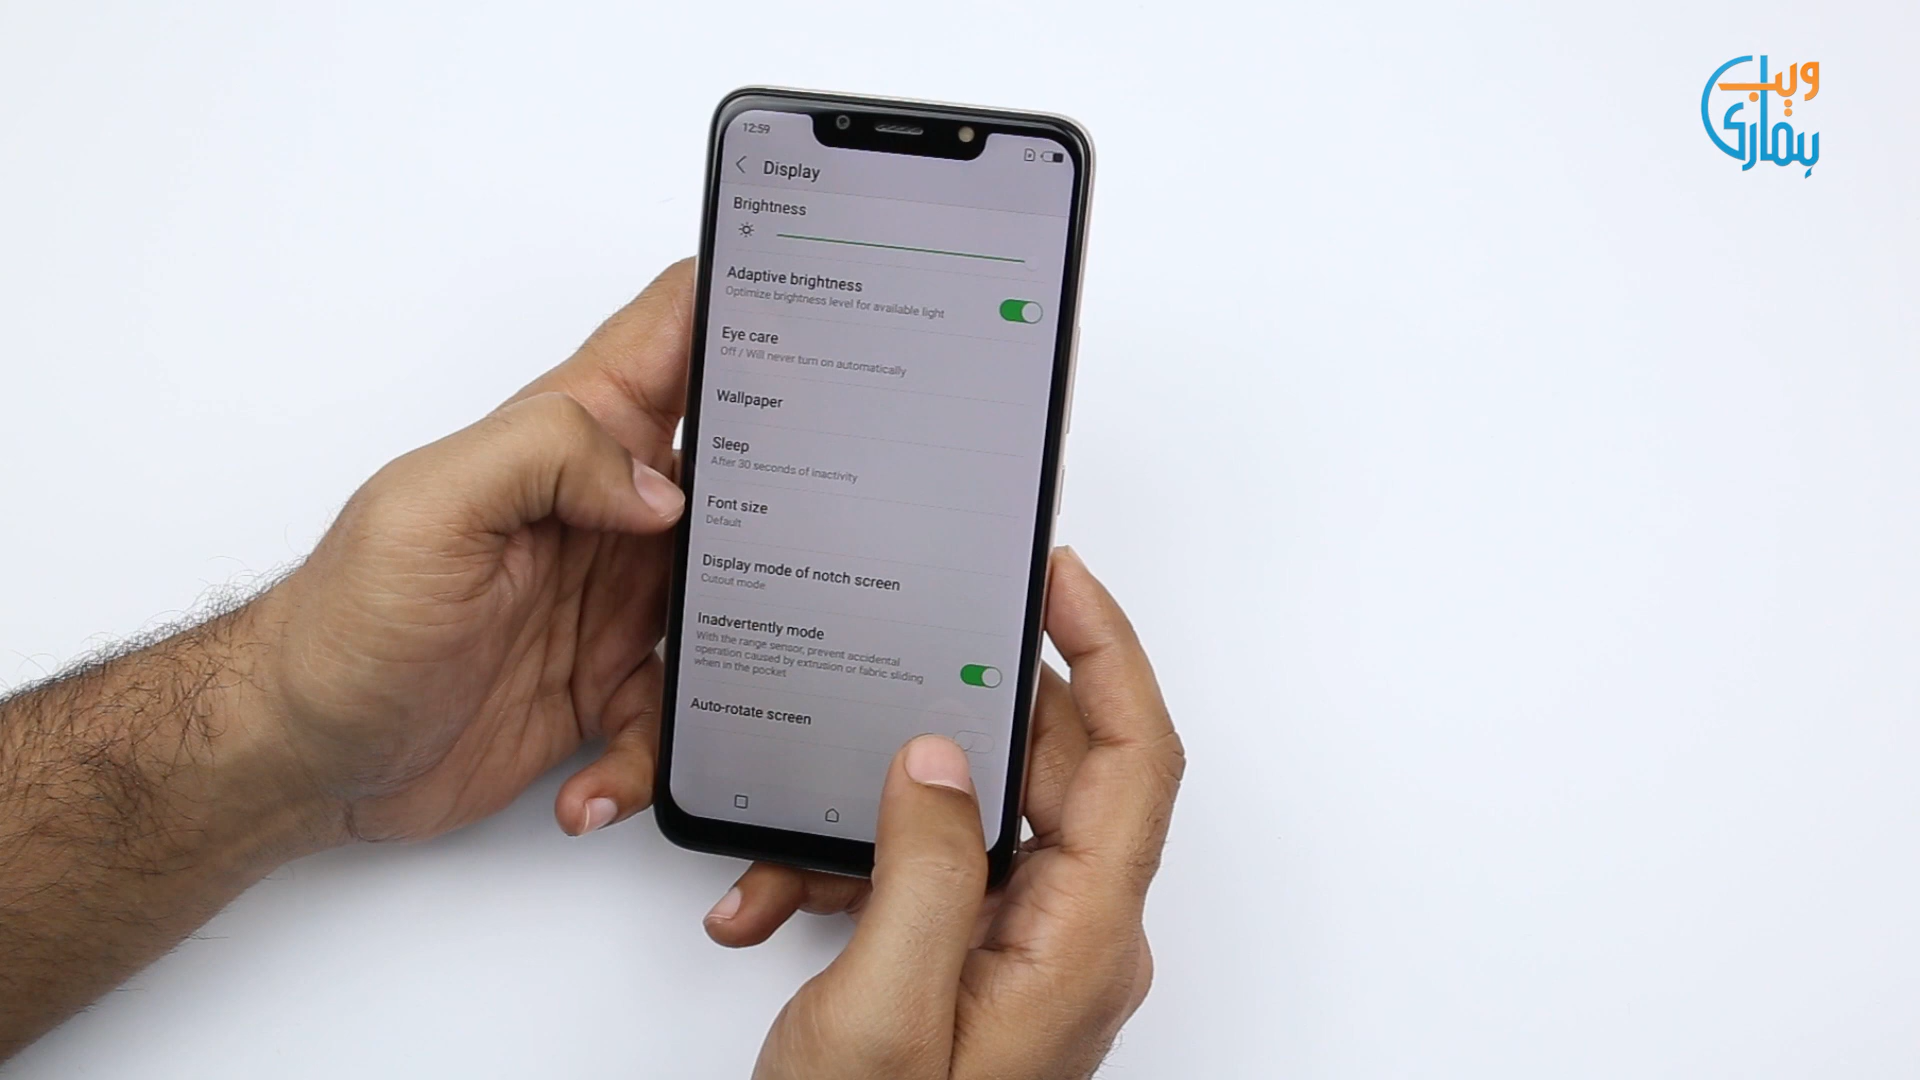 ویب
ہماری
12:59
Display
Brightness
Adaptive brightness
Optimize brightness level for available light
Eye care
Off / Will never turn on automatically
Wallpaper
Sleep
After 30 seconds of inactivity
Font size
Default
Display mode of notch screen
Cutout mode
Inadvertently mode
With the range sensor, prevent accidental
operation caused by extrusion or fabric sliding
when in the pocket
Auto-rotate screen